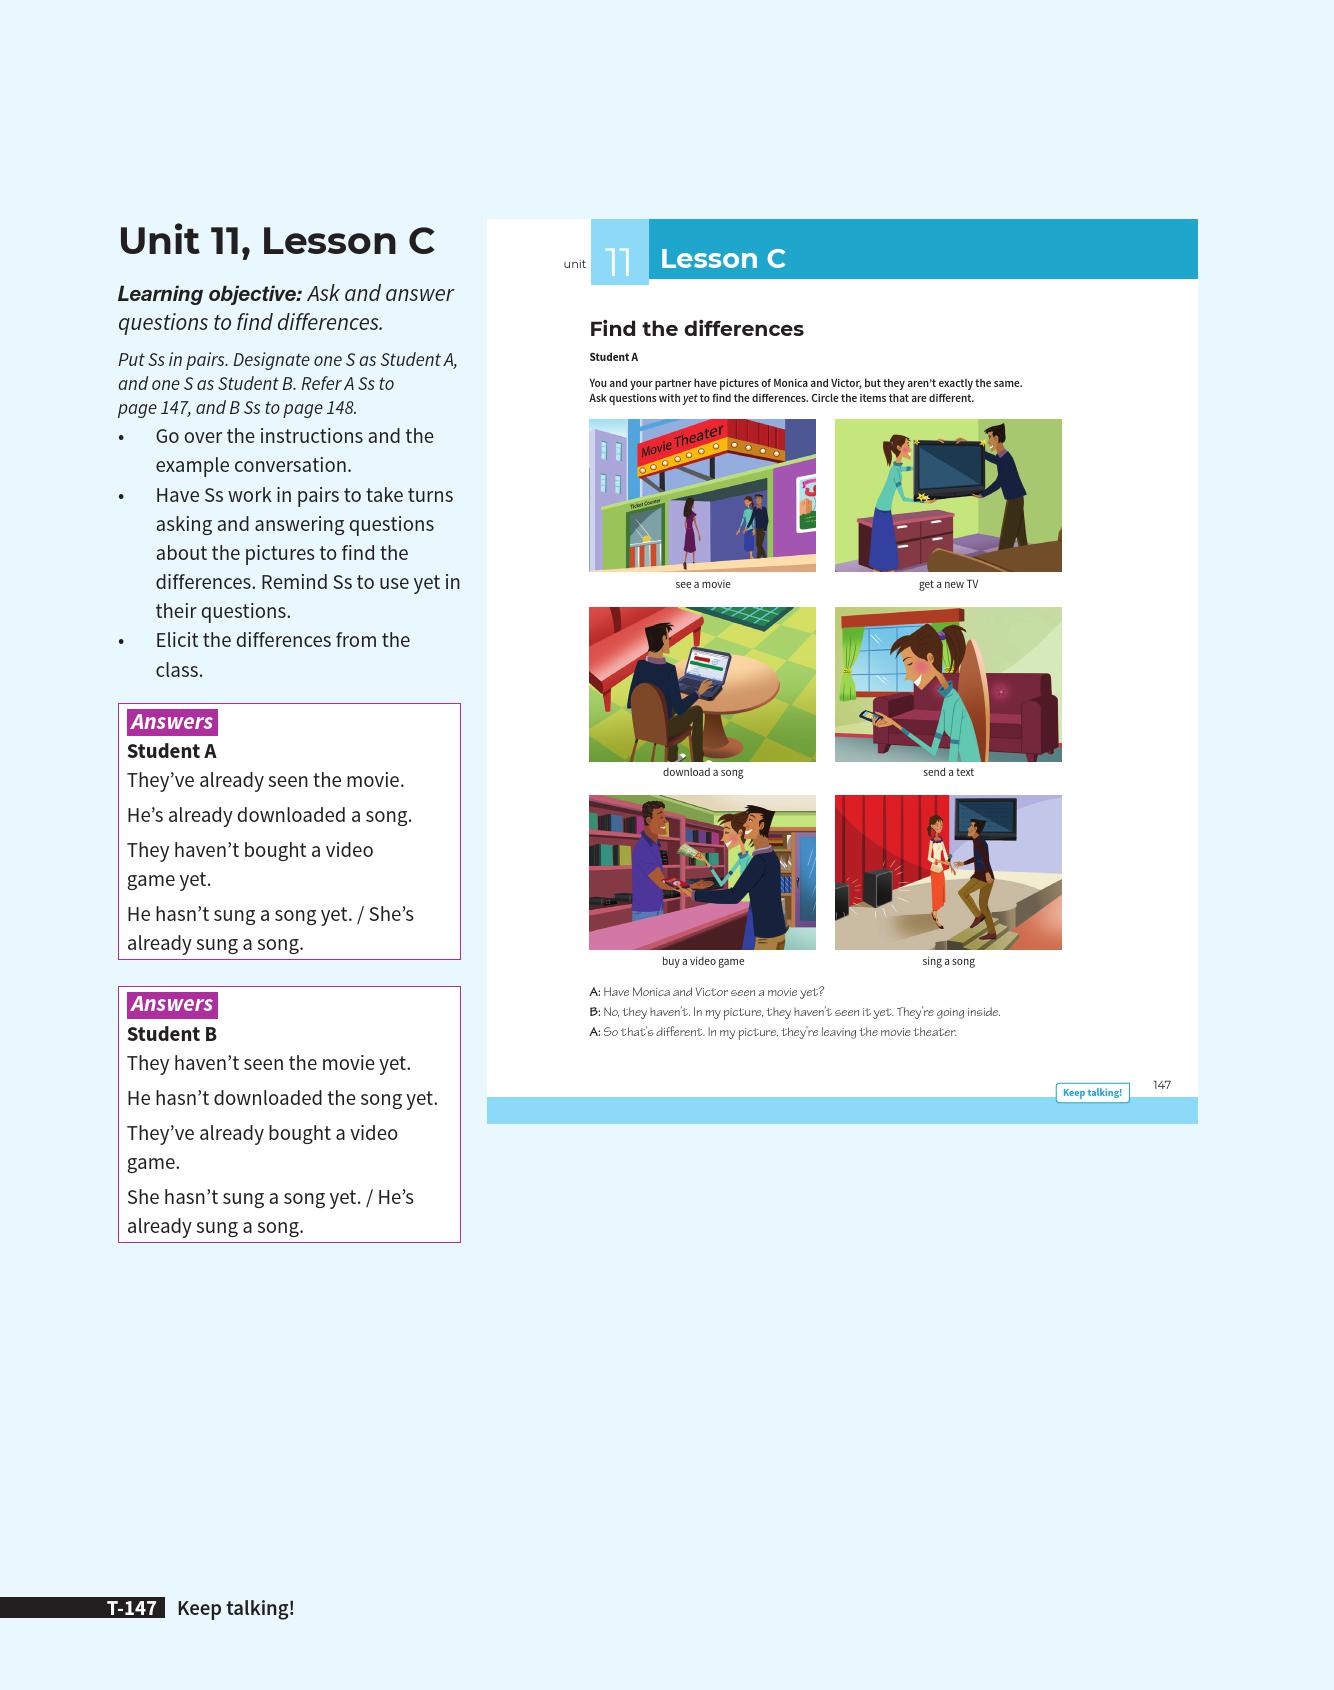 Unit 11, Lesson C
Learning objective: Ask and answer
questions to find differences.
Put Ss in pairs. Designate one S as Student A,
and one S as Student B. Refer A Ss to
page 147, and B Ss to page 148.
• Go over the instructions and the
example conversation.
• Have Ss work in pairs to take turns
asking and answering questions
about the pictures to find the
differences. Remind Ss to use yet in
their questions.
• Elicit the differences from the
class.
Answers
Student A
They’ve already seen the movie.
He’s already downloaded a song.
They haven’t bought a video
game yet.
He hasn’t sung a song yet. / She’s
already sung a song.
Answers
Student B
They haven’t seen the movie yet.
He hasn’t downloaded the song yet.
They’ve already bought a video
game.
She hasn’t sung a song yet. / He’s
already sung a song.
unit 11 Lesson C
Find the differences
Student A
You and your partner have pictures of Monica and Victor, but they aren’t exactly the same.
Ask questions with yet to find the differences. Circle the items that are different.
Movie Theater
Ticket Counter
see a movie
get a new TV
download a song
send a text
buy a video game
sing a song
A: Have Monica and Victor seen a movie yet?
B: No, they haven’t. In my picture, they haven’t seen it yet. They’re going inside.
A: So that’s different. In my picture, they’re leaving the movie theater.
Keep talking!
147
T-147 Keep talking!